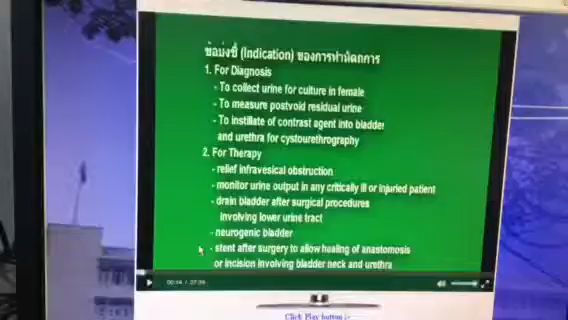 ข้อบ่งชี้ (Indication) ของการทำหัตถการ
1. For Diagnosis
- To collect urine for culture in female
- To measure postvoid residual urine
- To instillate of contrast agent into bladder
and urethra for cystourethrography
2. For Therapy
- relief infravesical obstruction
- monitor urine output in any critically ill or injuried patient
- drain bladder after surgical procedures
involving lower urine tract
- neurogenic bladder
- stent after surgery to allow healing of anastomosis
or incision involving bladder neck and urethra
Click Play button